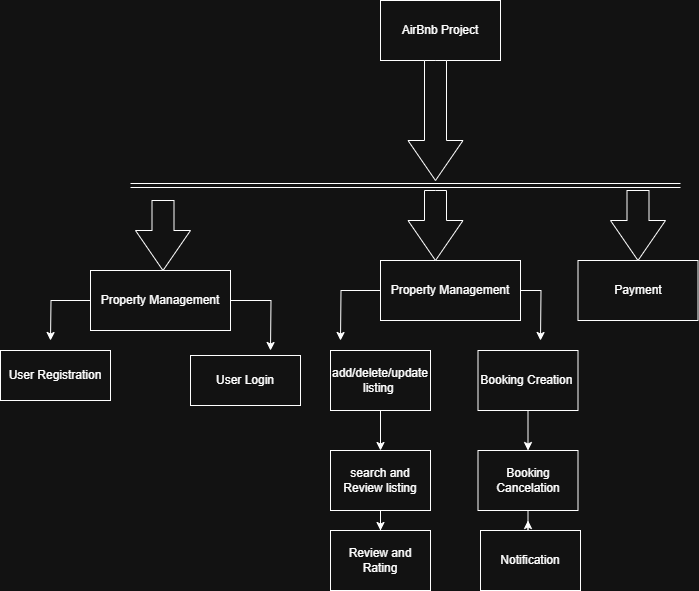 AirBnb Project
Property Management
Property Management
Payment
User Registration
User Login
add/delete/update
listing
Booking Creation
search and
Review listing
Booking
Cancelation
Review and
Rating
Notification